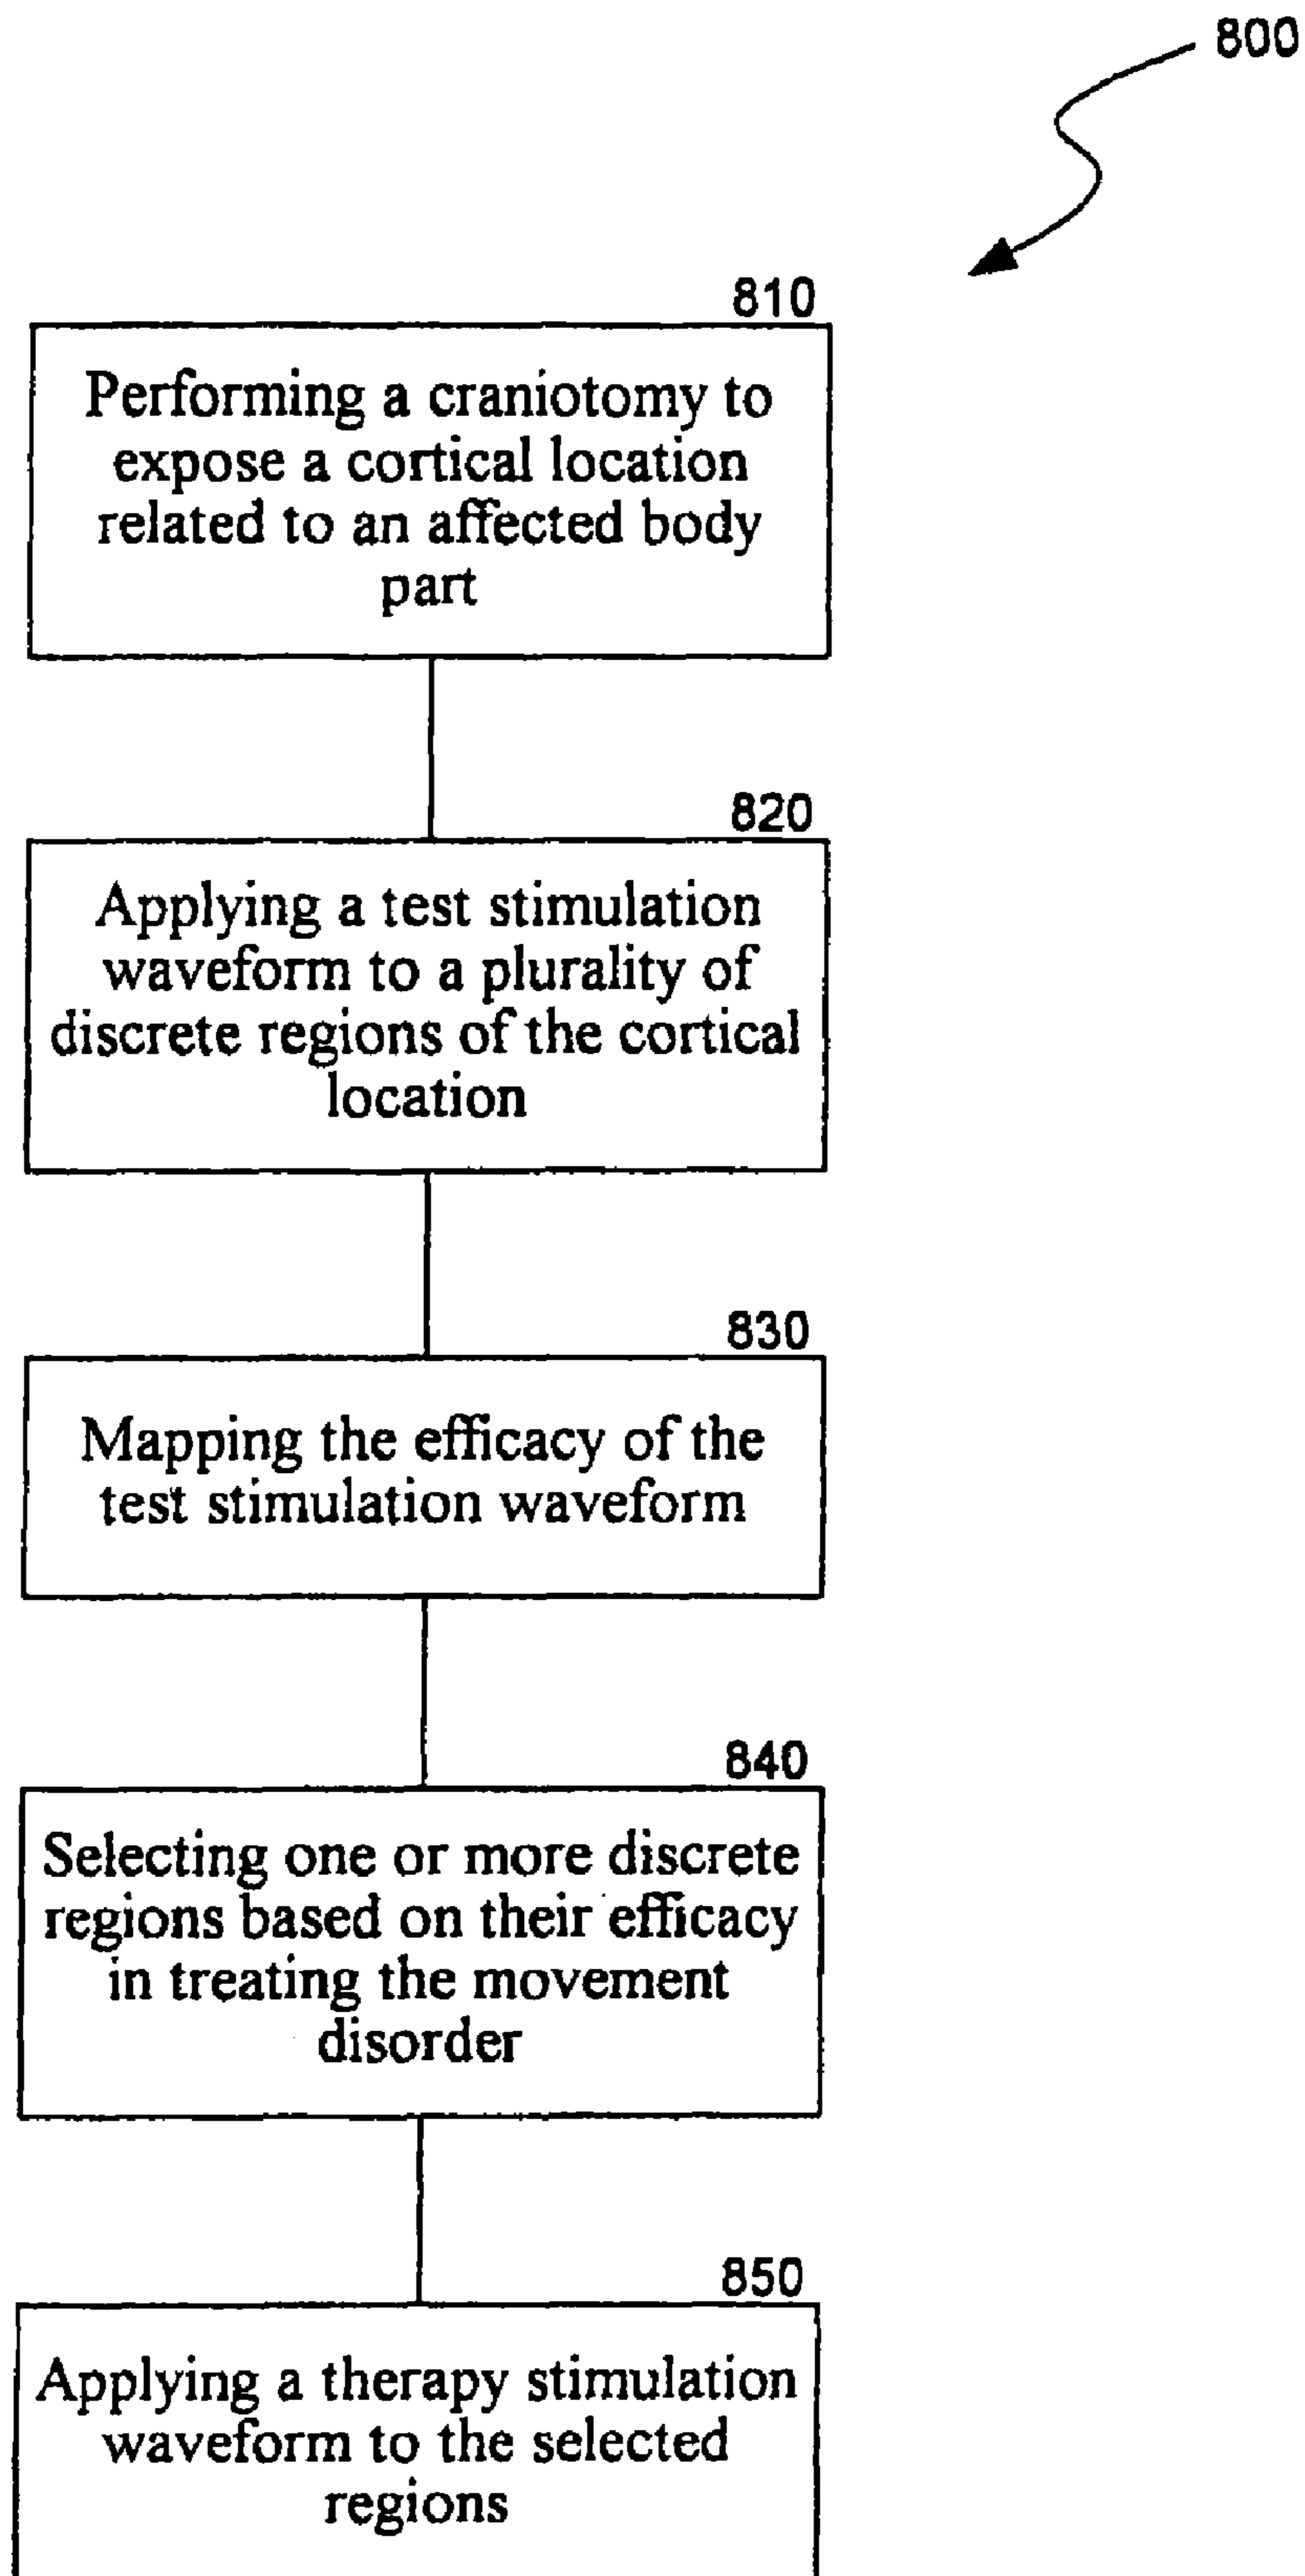 800
810
Performing a craniotomy to
expose a cortical location
related to an affected body
part
820
Applying a test stimulation
waveform to a plurality of
discrete regions of the cortical
location
830
Mapping the efficacy of the
test stimulation waveform
840
Selecting one or more discrete
regions based on their efficacy
in treating the movement
disorder
850
Applying a therapy stimulation
waveform to the selected
regions